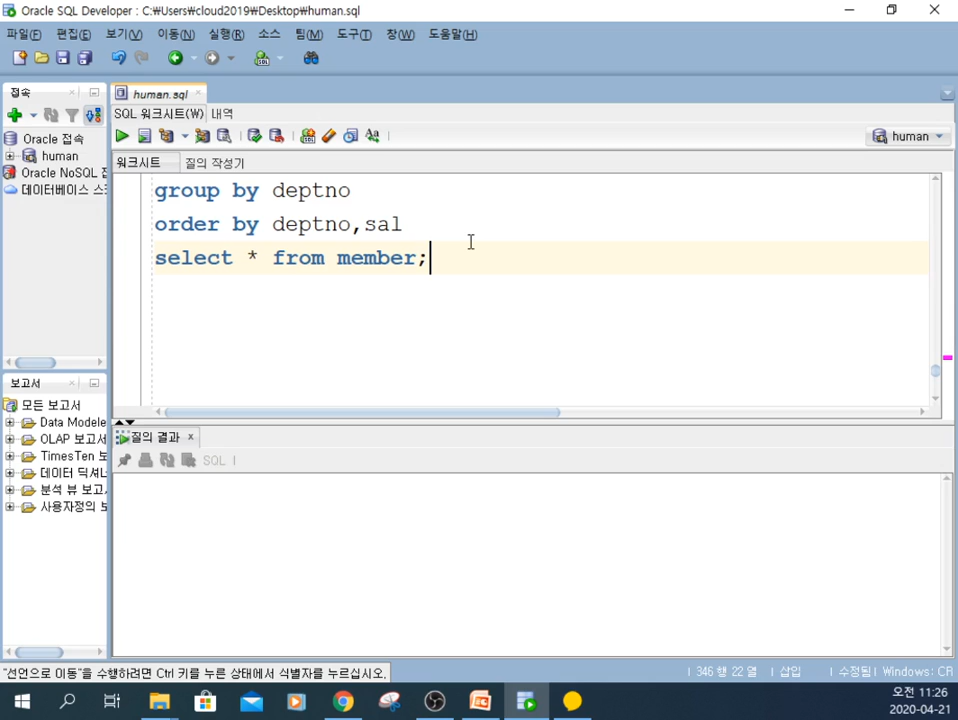 Oracle SQL Developer : C:₩Users₩cloud2019₩Desktop₩human.sql
파일(F) 편집(E) 보기(V) 이동(N) 실행(R) 소스 팀(M) 도구(T) 창(W) 도움말(H)
접속
Oracle 접속
human
Oracle NoSQL
데이터베이스
human.sql
SQL 워크시트(W) 내역
human
워크시트 질의 작성기
group by deptno
order by deptno,sal
select * from member;
보고서
모든 보고서
Data Modele
OLAP 보고서
TimesTen
데이터 딕셔너
분석 뷰 보고
사용자정의
질의 결과
SQL
"선언으로 이동"을 수행하려면 Ctrl 키를 누른 상태에서 식별자를 누르십시오.
346 행 22 열 삽입 수정됨 Windows: CR
오전 11:26
2020-04-21